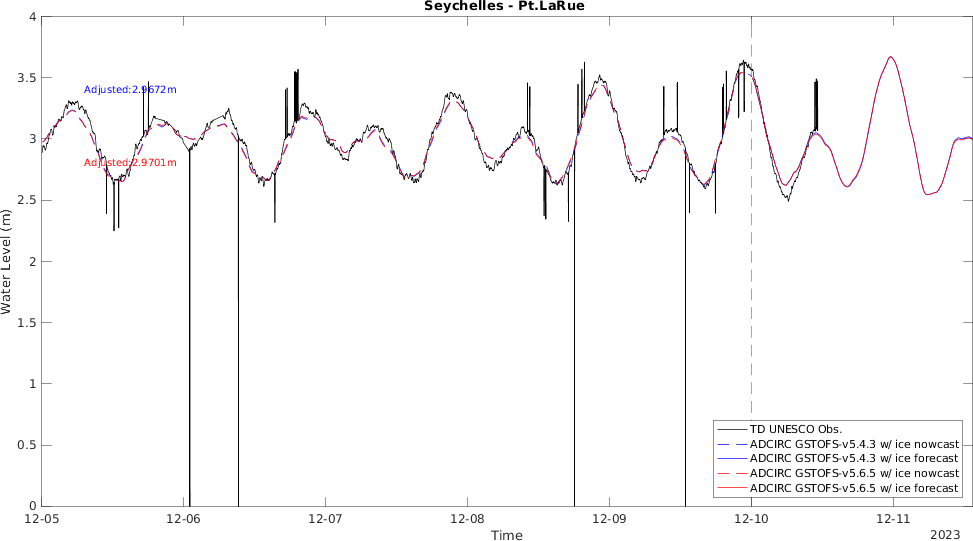 Seychelles - Pt.LaRue
4
3.5
3
2.5
2
1.5
1
0.5
0
Water Level (m)
Adjusted:2.9672m
Adjusted:2.9701m
TD UNESCO Obs.
ADCIRC GSTOFS-v5.4.3 w/ ice nowcast
ADCIRC GSTOFS-v5.4.3 w/ ice forecast
ADCIRC GSTOFS-v5.6.5 w/ ice nowcast
ADCIRC GSTOFS-v5.6.5 w/ ice forecast
12-05 12-06 12-07 12-08 12-09 12-10 12-11
Time
2023